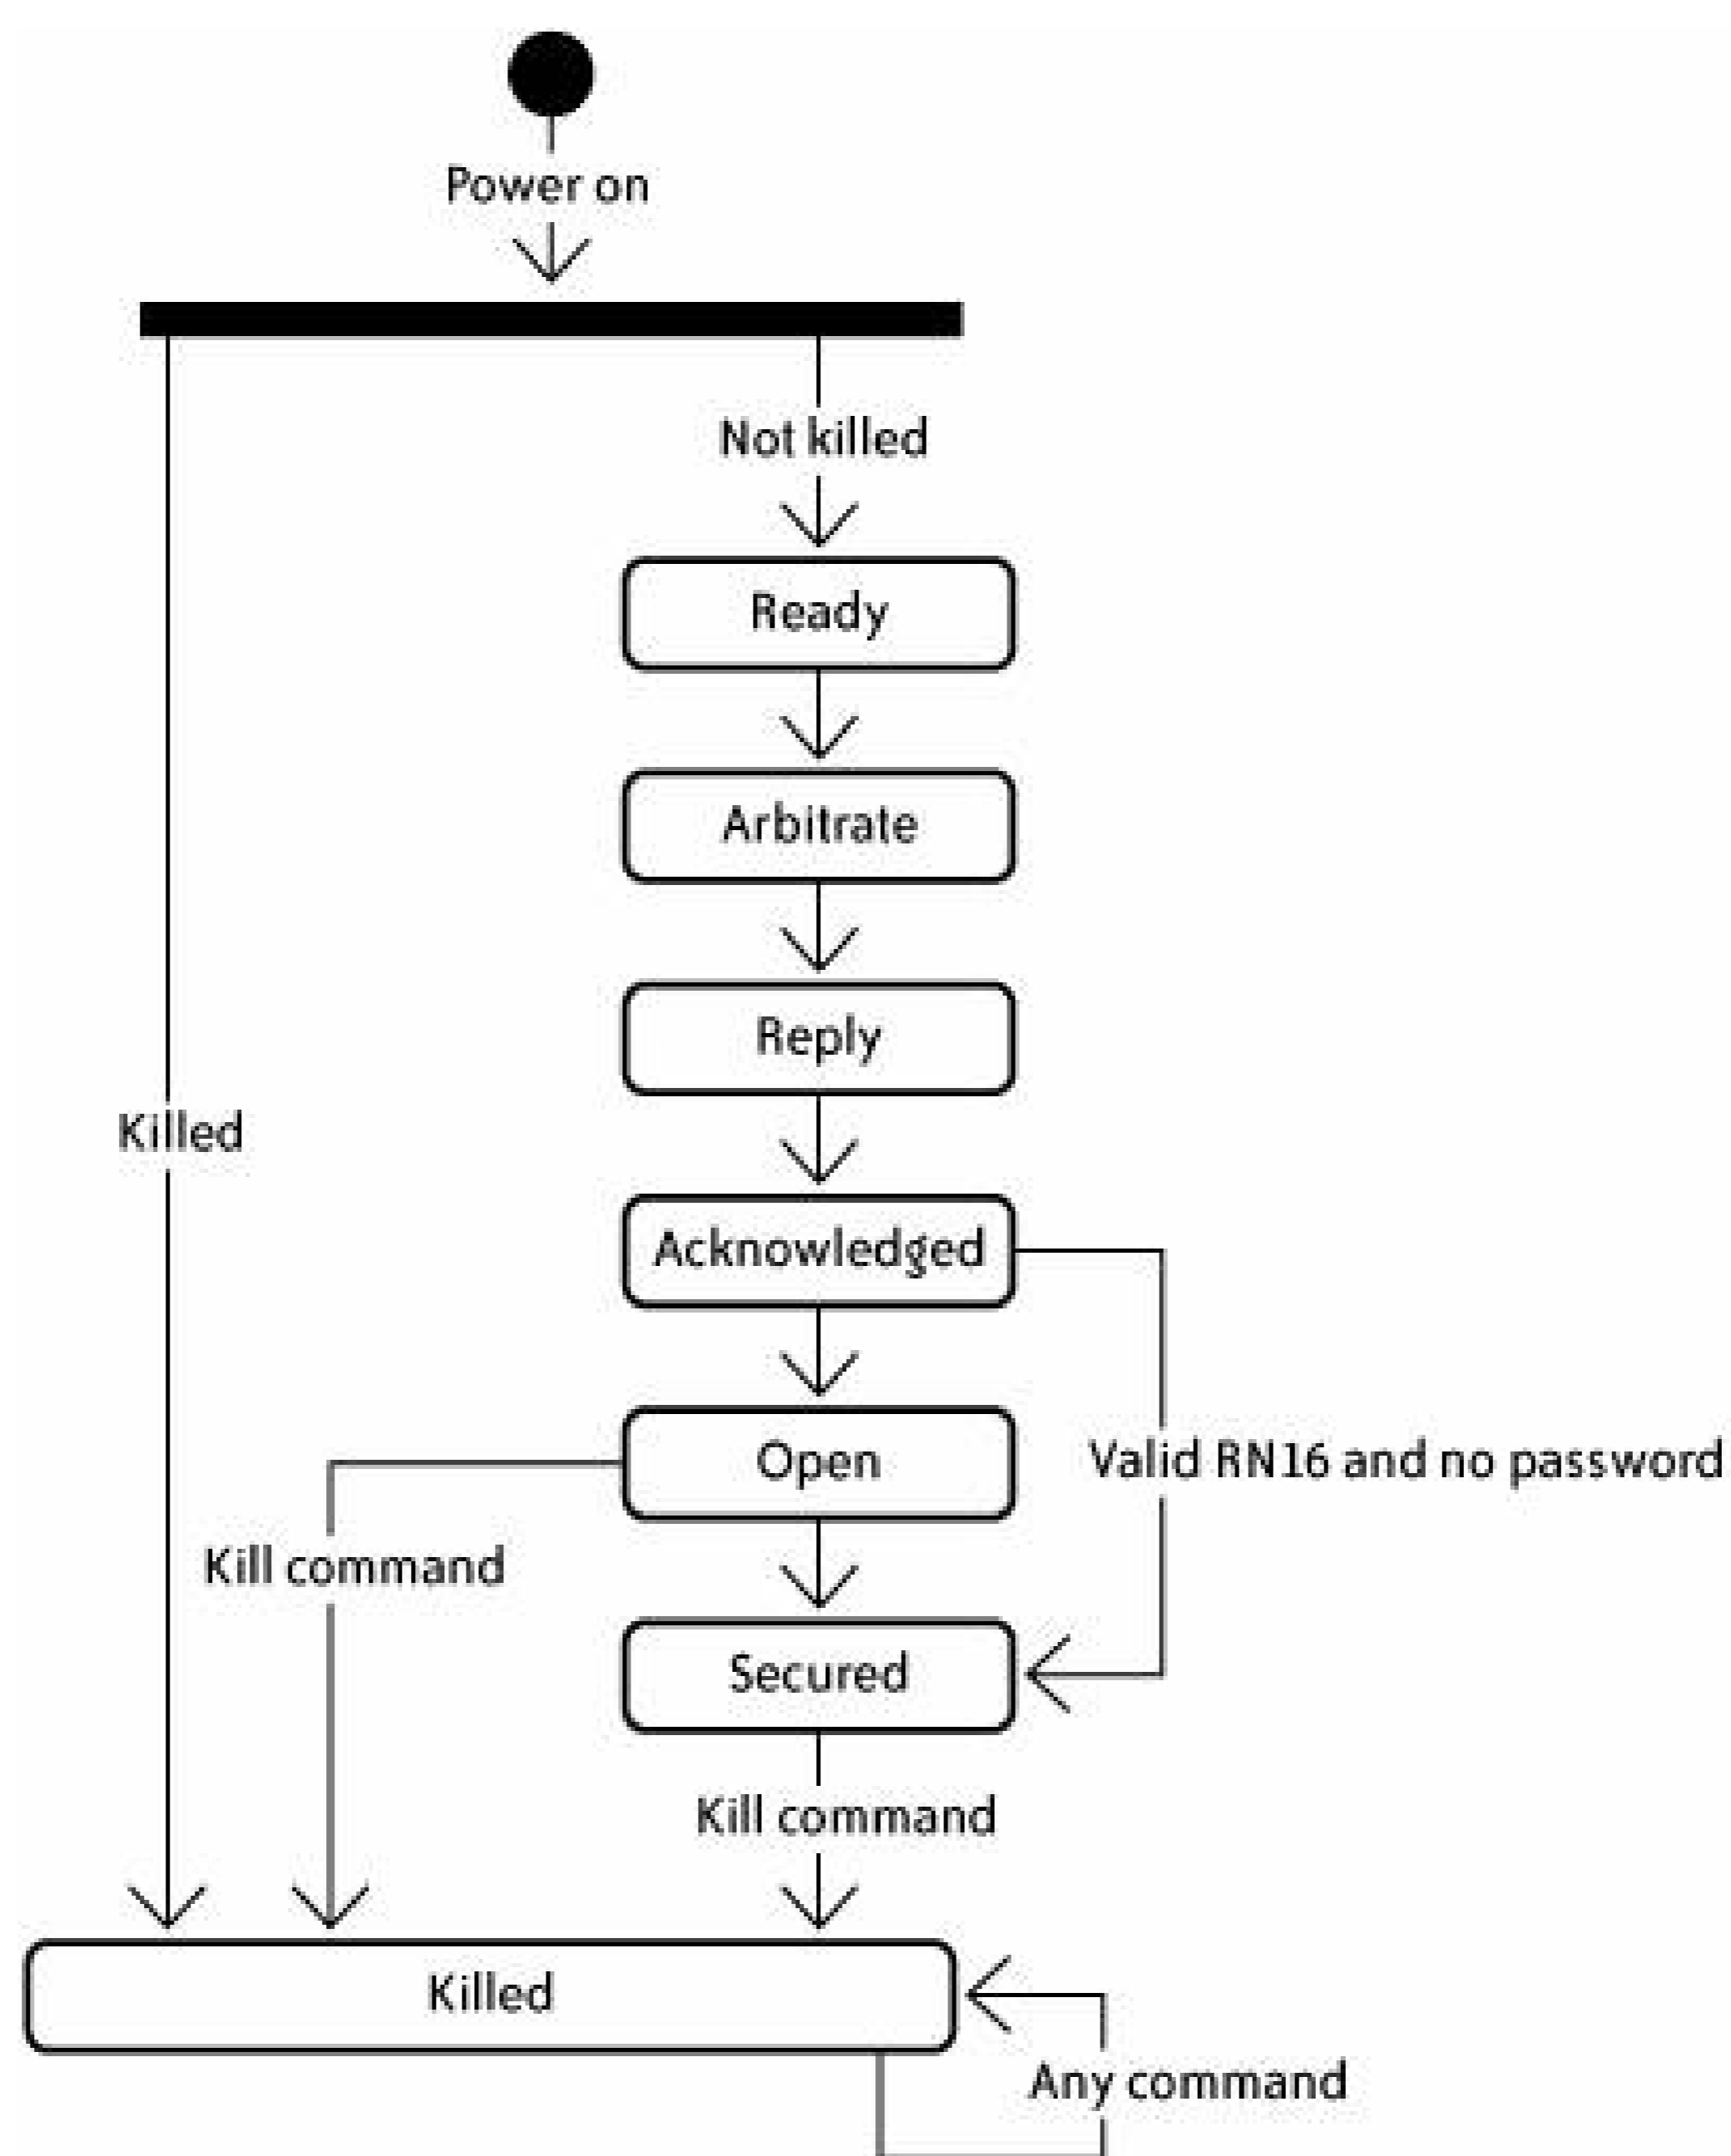 Power on
Not killed
Ready
Arbitrate
Reply
Killed
Acknowledged
Open
Valid RN16 and no password
Kill command
Secured
Kill command
Killed
Any command